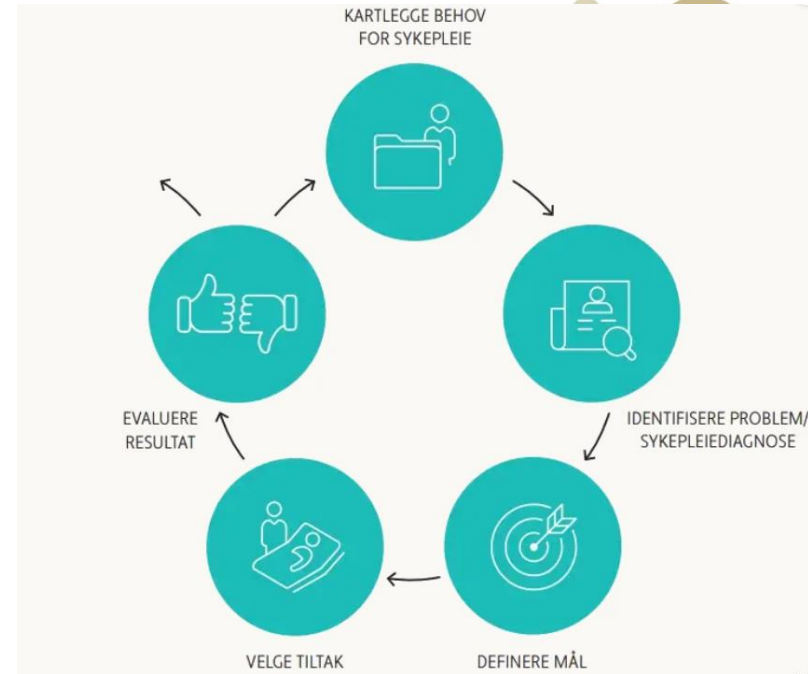 KARTLEGGE BEHOV
FOR SYKEPLEIE
IDENTIFISERE PROBLEM/
SYKEPLEIEDIAGNOSE
DEFINERE MÅL
VELGE TILTAK
EVALUERE
RESULTAT